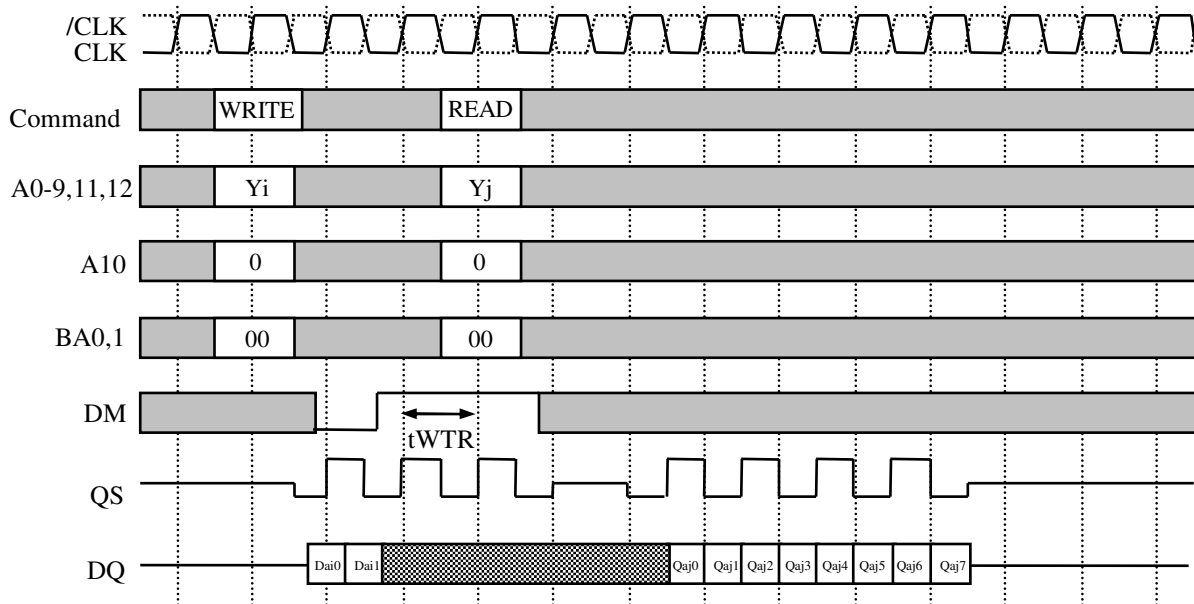 /CLK
CLK
Command WRITE READ
A0-9,11,12 Yi Yj
A10 0 0
BA0,1 00 00
DM
tWTR
QS
DQ Dai0 Dai1 Qaj0 Qaj1 Qaj2 Qaj3 Qaj4 Qaj5 Qaj6 Qaj7